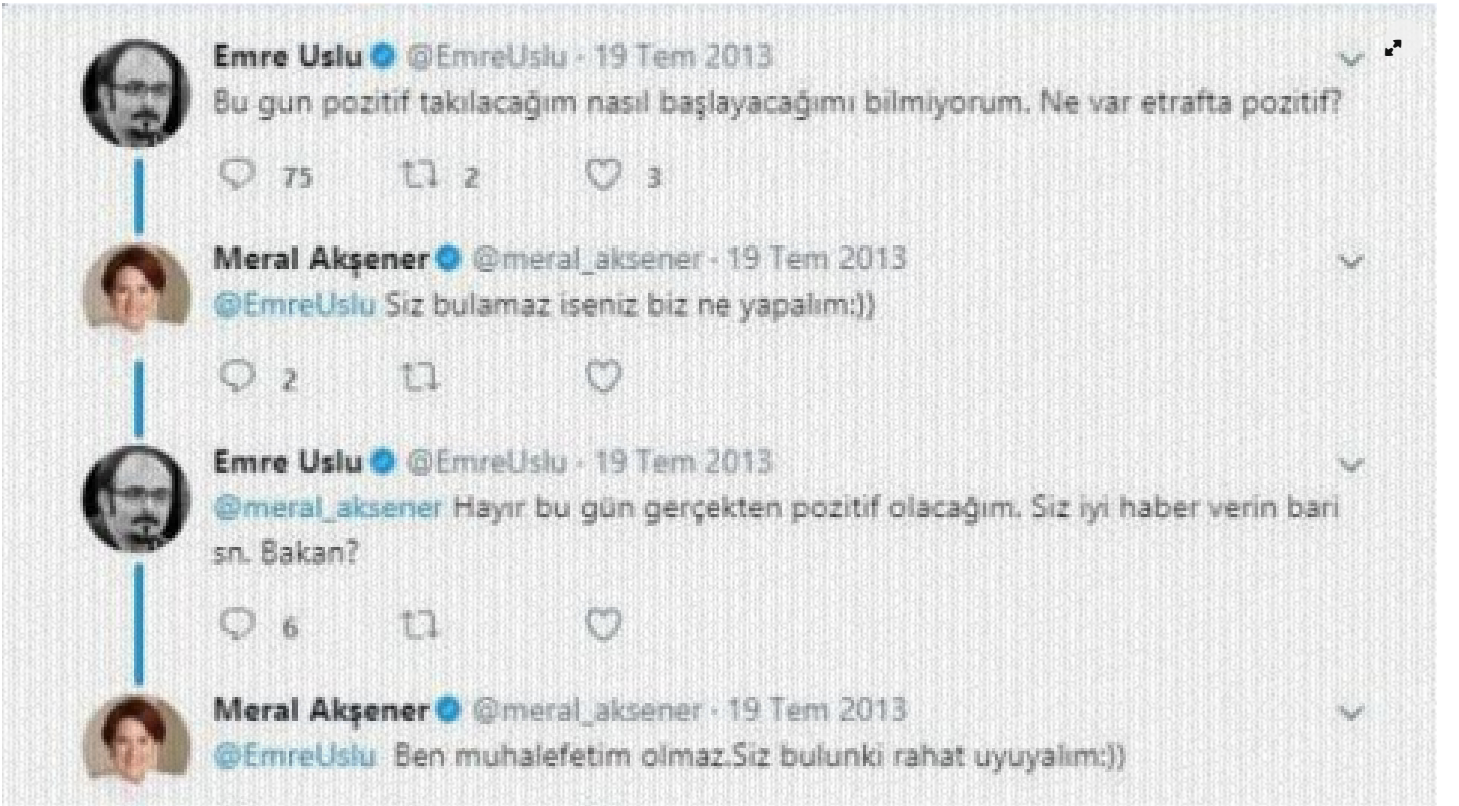 Emre Uslu @EmreUslu · 19 Tem 2013
Bu gun pozitif takılacağım nasıl başlayacağımı bilmiyorum. Ne var etrafta pozitif?
75 2 3
Meral Akşener @meral_aksener · 19 Tem 2013
@EmreUslu Siz bulamaz iseniz biz ne yapalım:))
2
Emre Uslu @EmreUslu · 19 Tem 2013
@meral_aksener Hayır bu gün gerçekten pozitif olacağım. Siz iyi haber verin bari
sn. Bakan?
6
Meral Akşener @meral_aksener · 19 Tem 2013
@EmreUslu Ben muhalefetim olmaz.Siz bulunki rahat uyuyalım:))